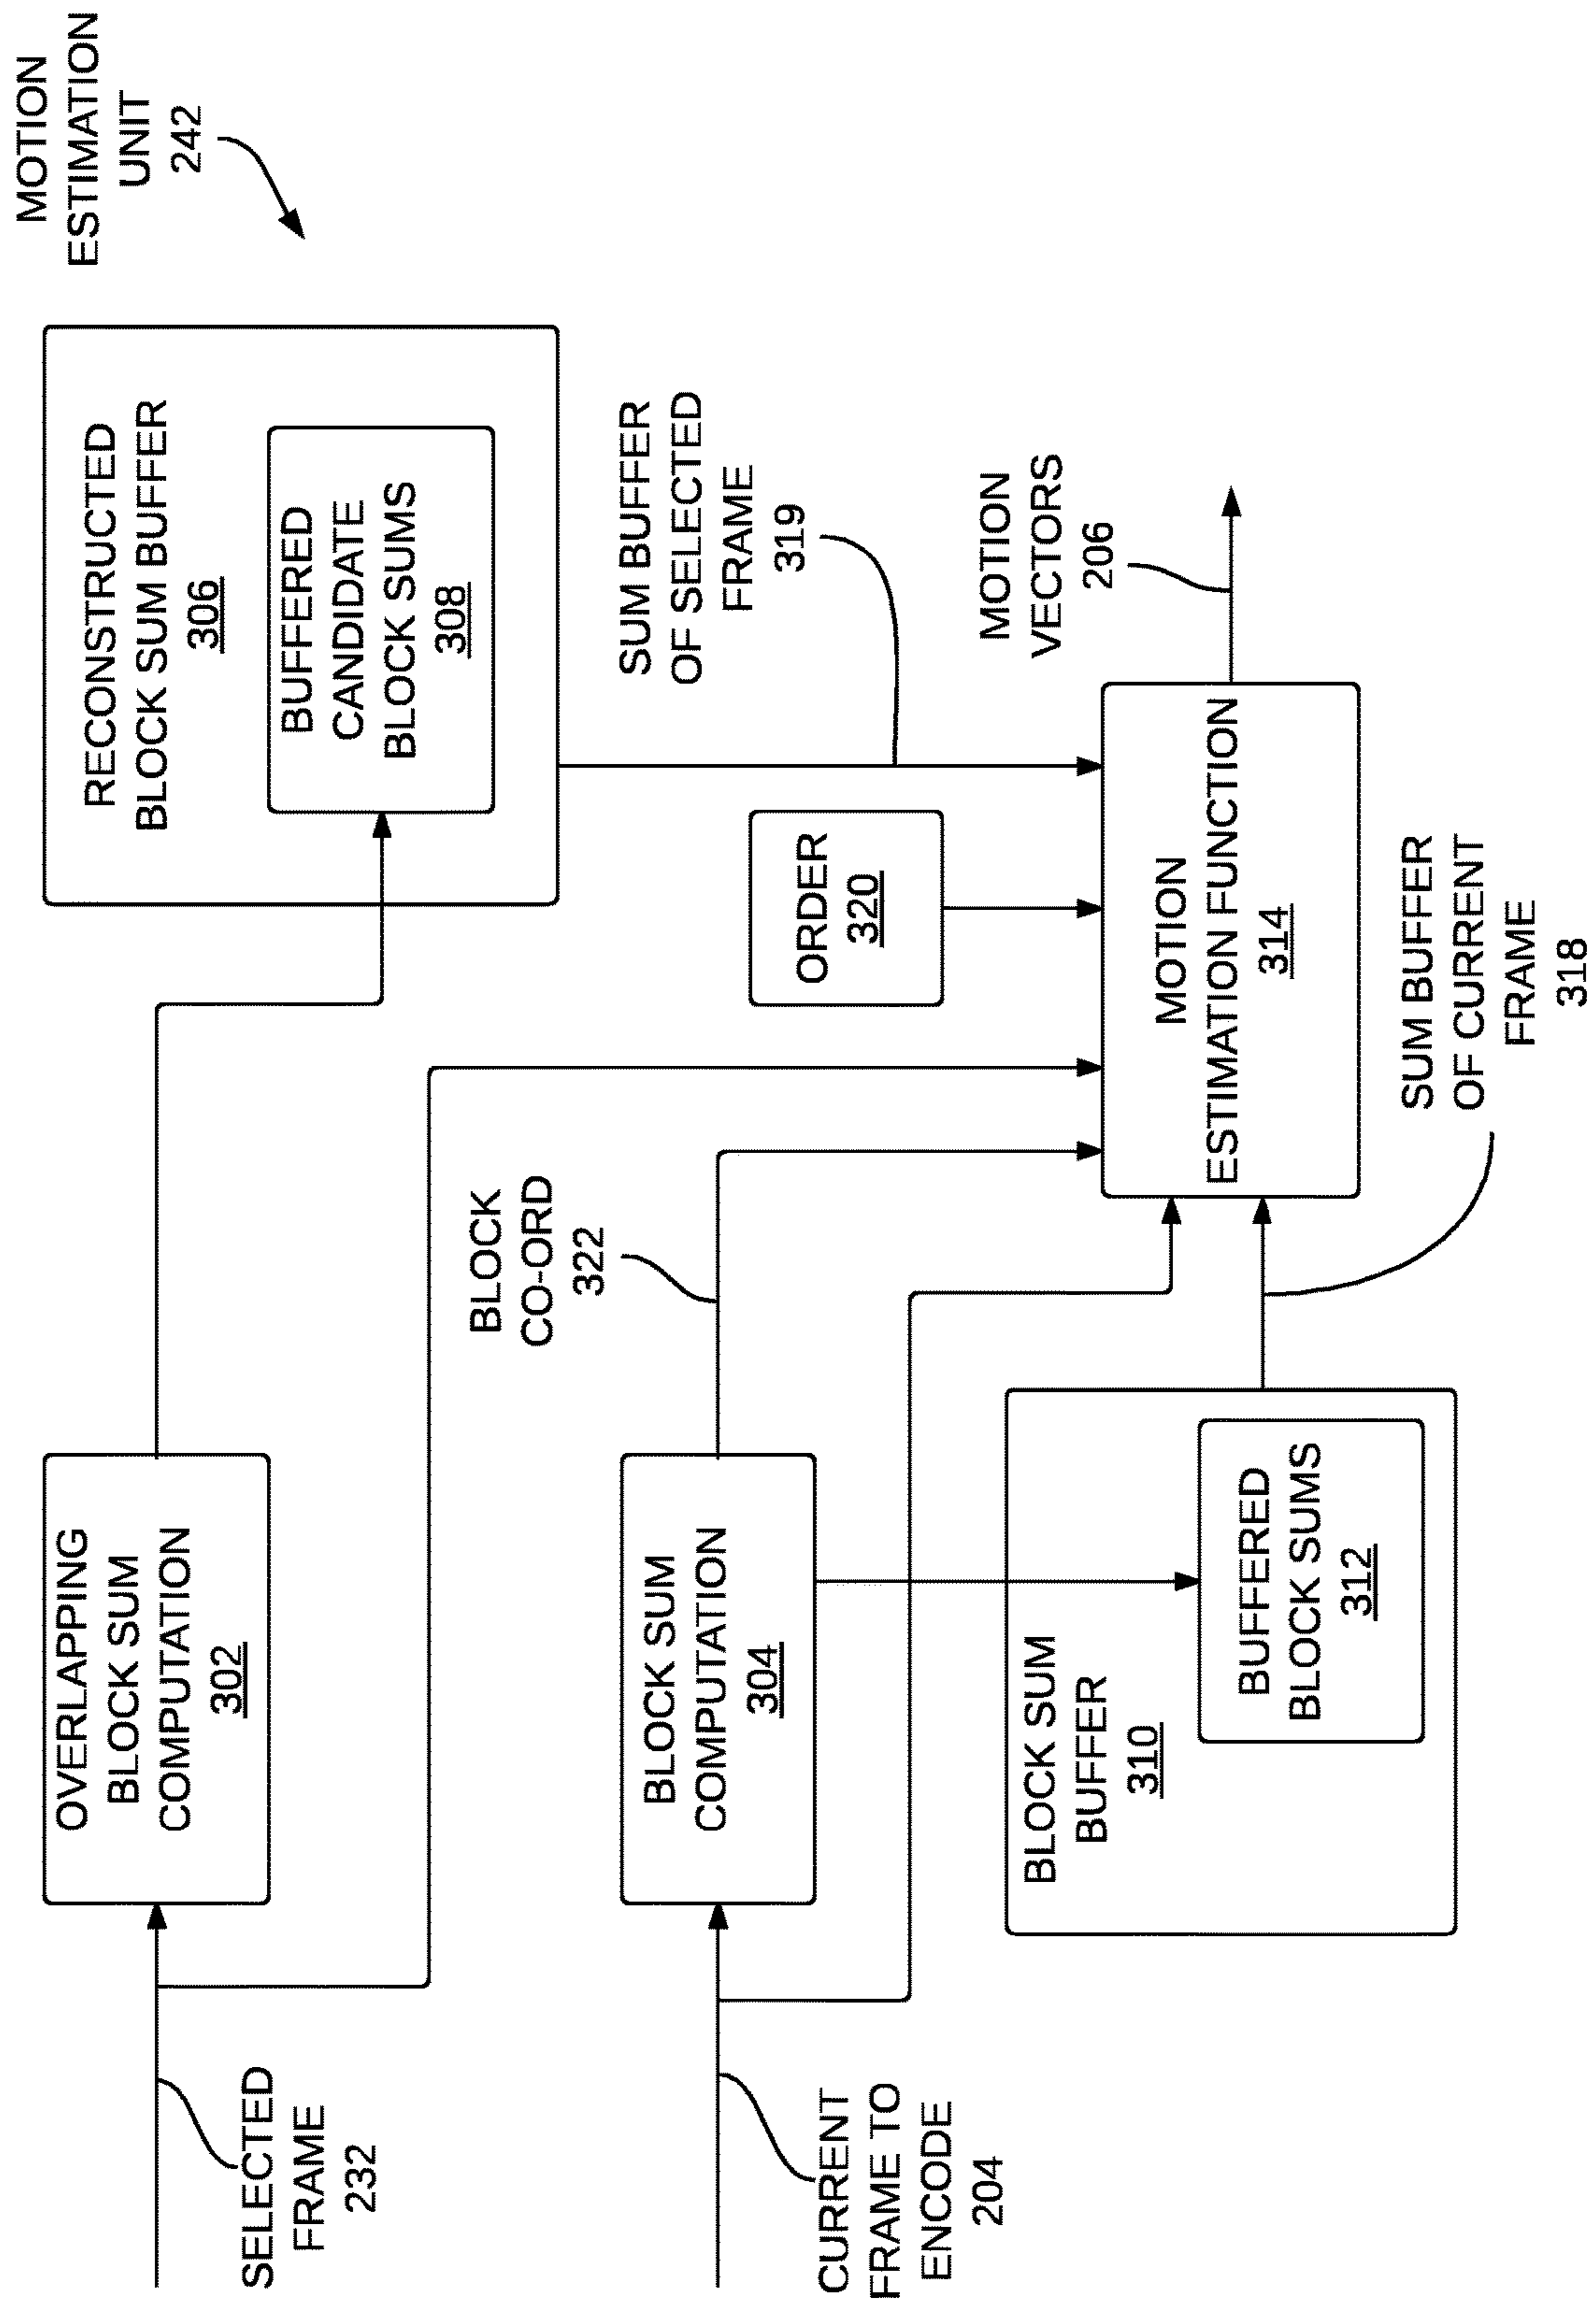 MOTION
ESTIMATION
UNIT
242
RECONSTRUCTED
BLOCK SUM BUFFER
306
BUFFERED
CANDIDATE
BLOCK SUMS
308
OVERLAPPING
BLOCK SUM
COMPUTATION
302
SELECTED
FRAME
232
SUM BUFFER
OF SELECTED
FRAME
319
BLOCK
CO-ORD
322
BLOCK SUM
COMPUTATION
304
ORDER
320
CURRENT
FRAME TO
ENCODE
204
MOTION
VECTORS
206
MOTION
ESTIMATION FUNCTION
314
BLOCK SUM
BUFFER
310
BUFFERED
BLOCK SUMS
312
SUM BUFFER
OF CURRENT
FRAME
318